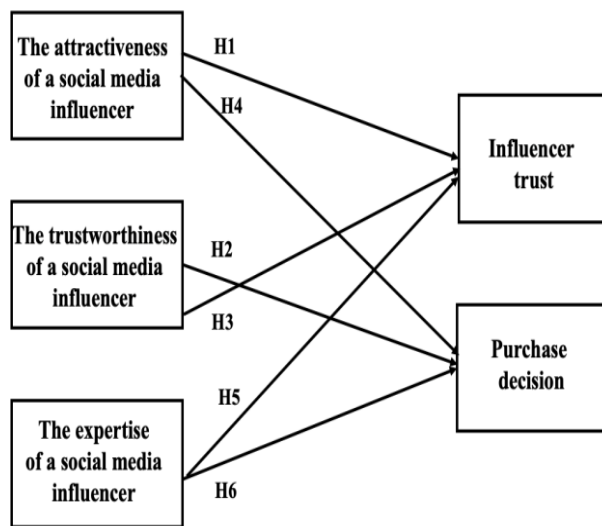 The attractiveness
of a social media
influencer
H1
H4
Influencer
trust
The trustworthiness
of a social media
influencer
H2
H3
Purchase
decision
The expertise
of a social media
influencer
H5
H6